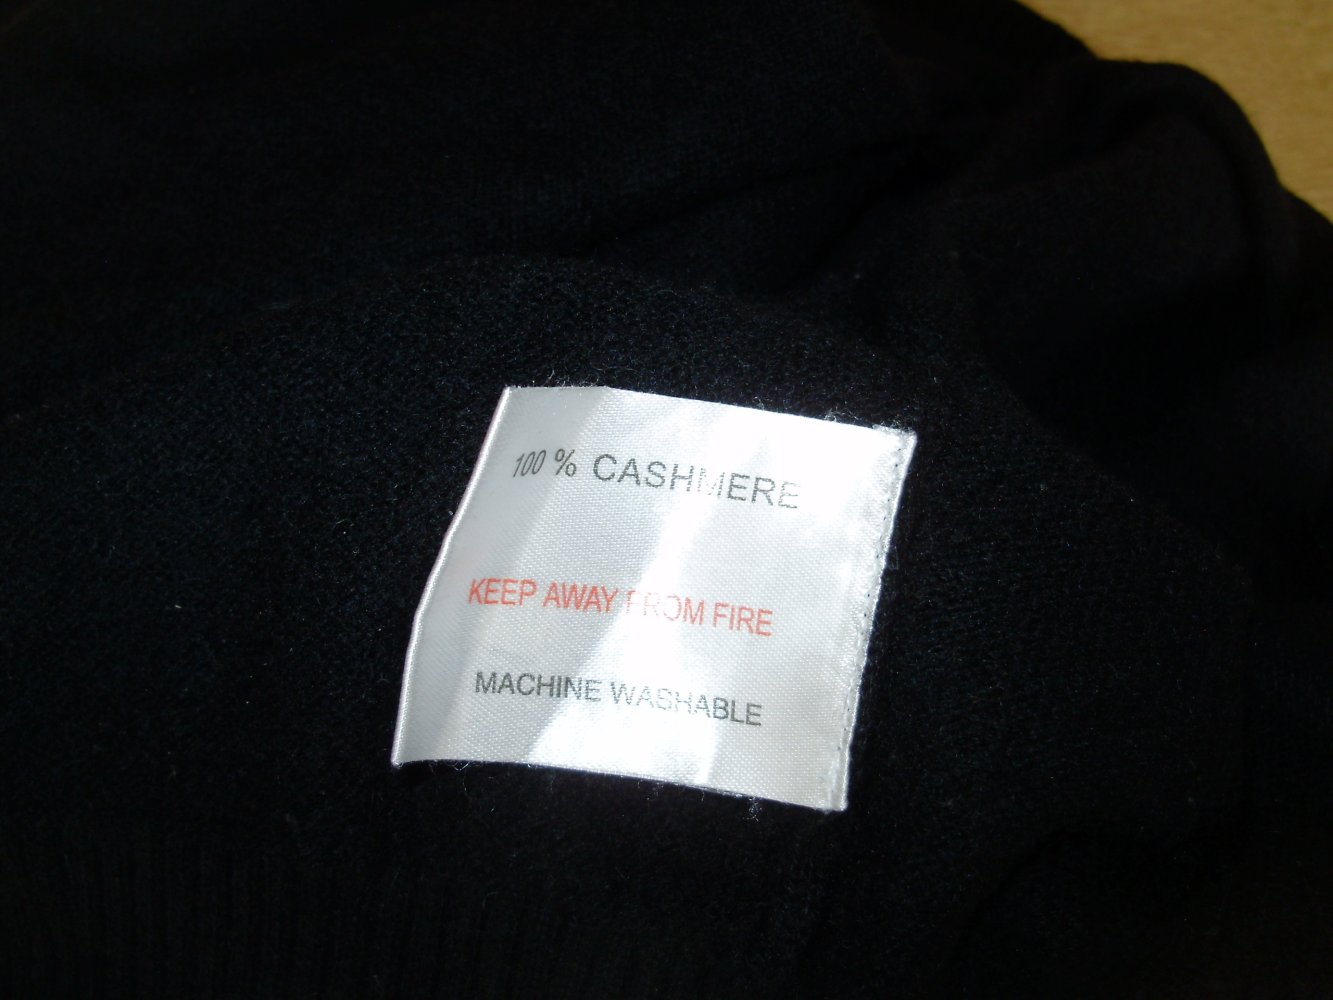 100 % CASHMERE
KEEP AWAY FROM FIRE
MACHINE WASHABLE